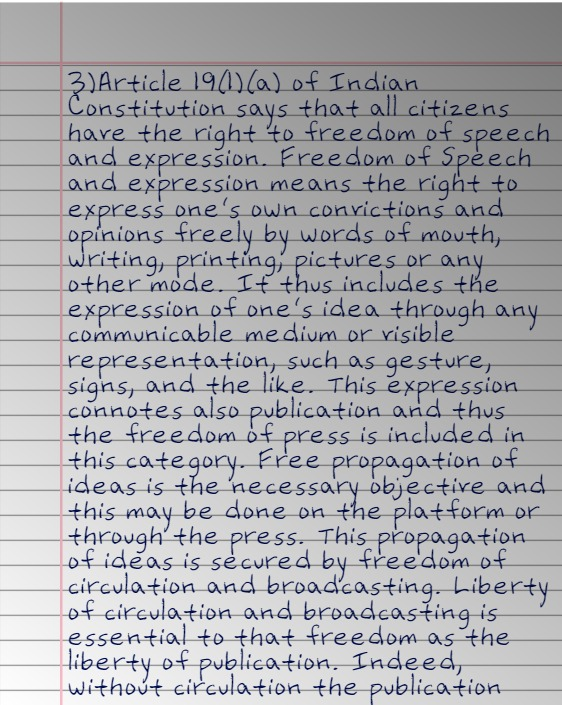 3)Article 19(1)(a) of Indian
Constitution says that all citizens
have the right to freedom of speech
and expression. Freedom of Speech
and expression means the right to
express one's own convictions and
opinions freely by words of mouth,
writing, printing, pictures or any
other mode. It thus includes the
expression of one's idea through any
communicable medium or visible
representation, such as gesture,
signs, and the like. This expression
connotes also publication and thus
the freedom of press is included in
this category. Free propagation of
ideas is the necessary objective and
this may be done on the platform or
through the press. This propagation
of ideas is secured by freedom of
circulation and broadcasting. Liberty
of circulation and broadcasting is
essential to that freedom as the
liberty of publication. Indeed,
without circulation the publication